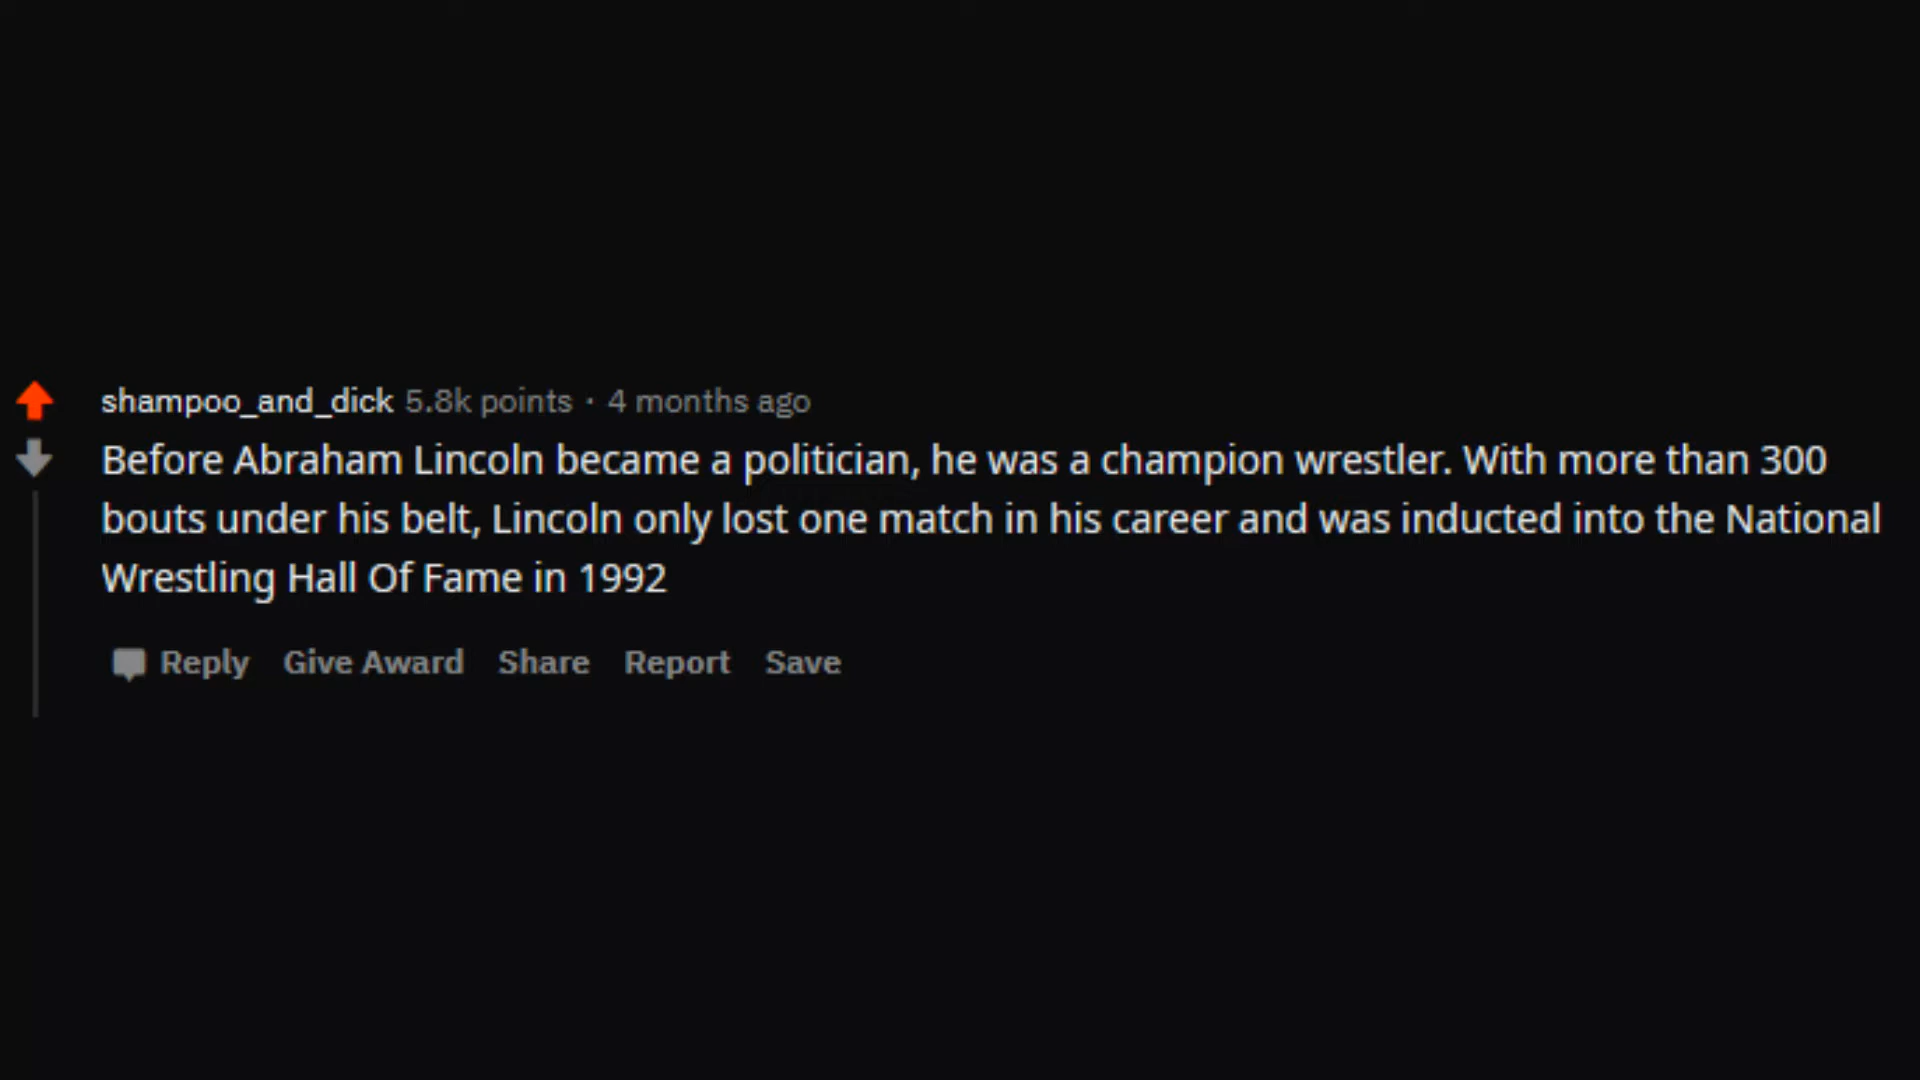 shampoo_and_dick 5.8k points · 4 months ago
Before Abraham Lincoln became a politician, he was a champion wrestler. With more than 300
bouts under his belt, Lincoln only lost one match in his career and was inducted into the National
Wrestling Hall Of Fame in 1992
Reply Give Award Share Report Save